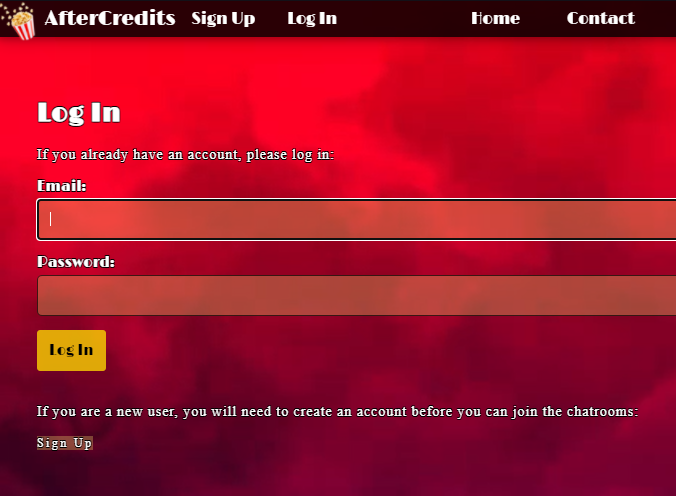 AfterCredits Sign Up Log In Home Contact
Log In
If you already have an account, please log in:
Email:
Password:
Log In
If you are a new user, you will need to create an account before you can join the chatrooms:
Sign Up